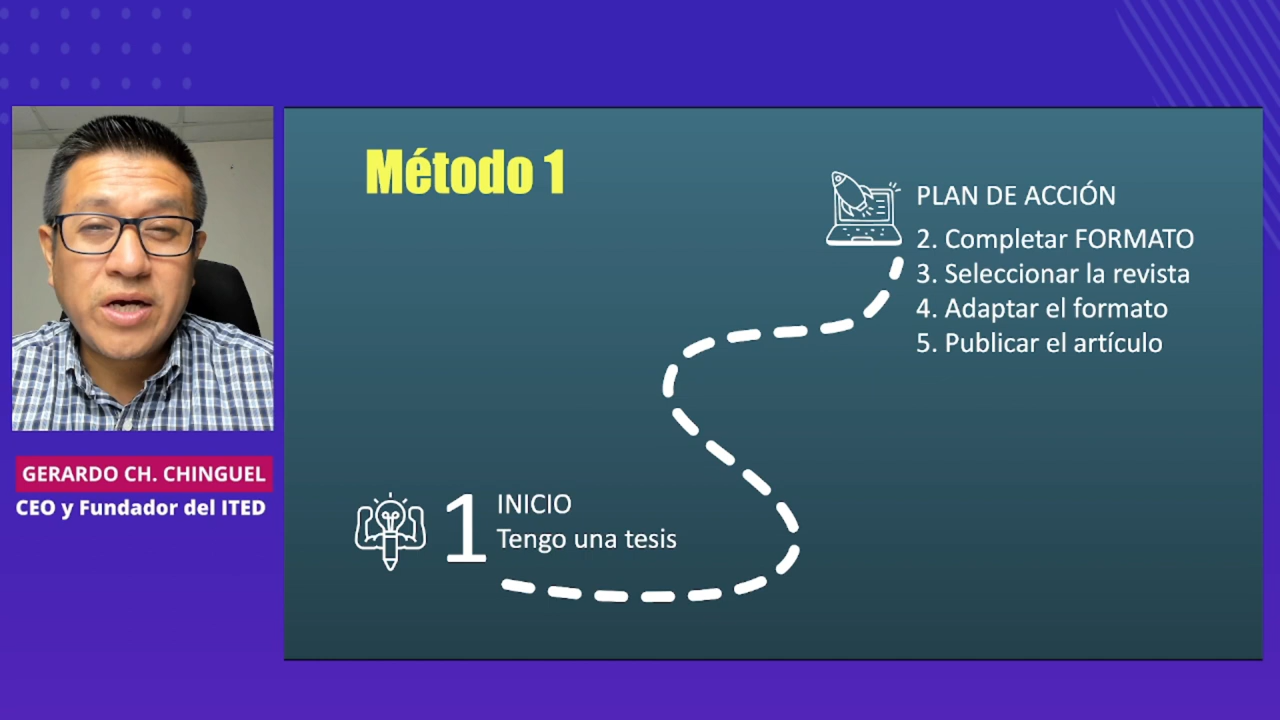 Método 1
PLAN DE ACCIÓN
2. Completar FORMATO
3. Seleccionar la revista
4. Adaptar el formato
5. Publicar el artículo
1
INICIO
Tengo una tesis
GERARDO CH. CHINGUEL
CEO y Fundador del ITED